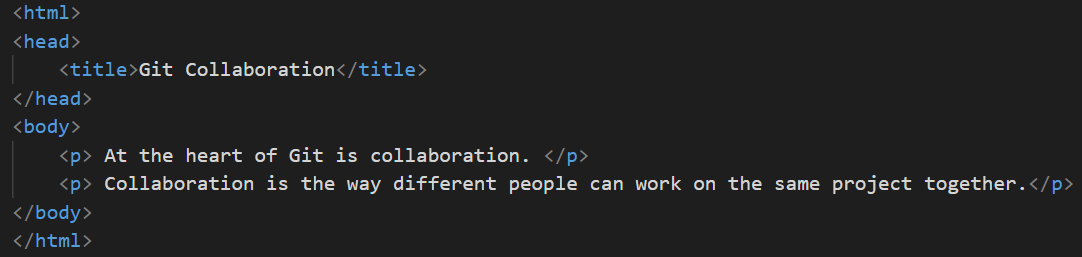 <html>
<head>
<title>Git Collaboration</title>
</head>
<body>
<p> At the heart of Git is collaboration. </p>
<p> Collaboration is the way different people can work on the same project together.</p>
</body>
</html>